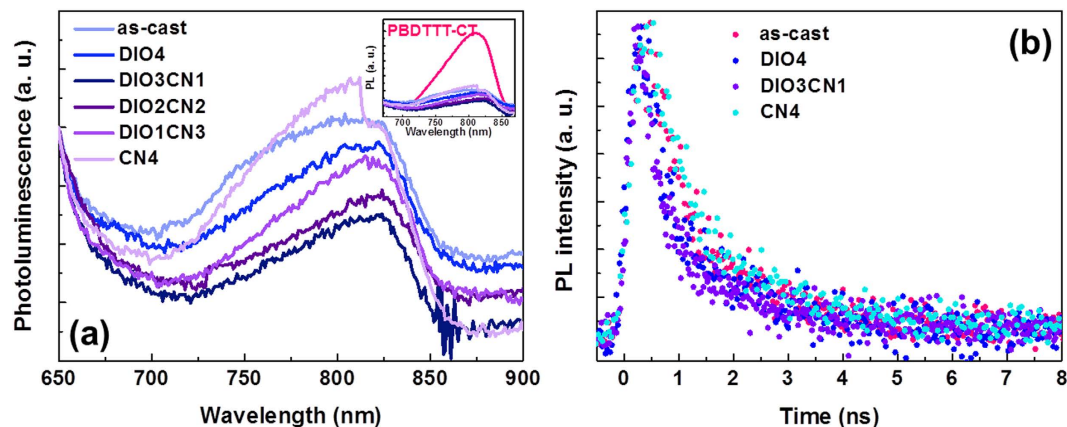 Photoluminescence (a. u.)
as-cast
DIO4
DIO3CN1
DIO2CN2
DIO1CN3
CN4
(a)
650 700 750 800 850 900
Wavelength (nm)
PBDTTT-CT
PL (a. u.)
700 750 800 850
Wavelength (nm)
(b)
PL intensity (a. u.)
as-cast
DIO4
DIO3CN1
CN4
0 1 2 3 4 5 6 7 8
Time (ns)